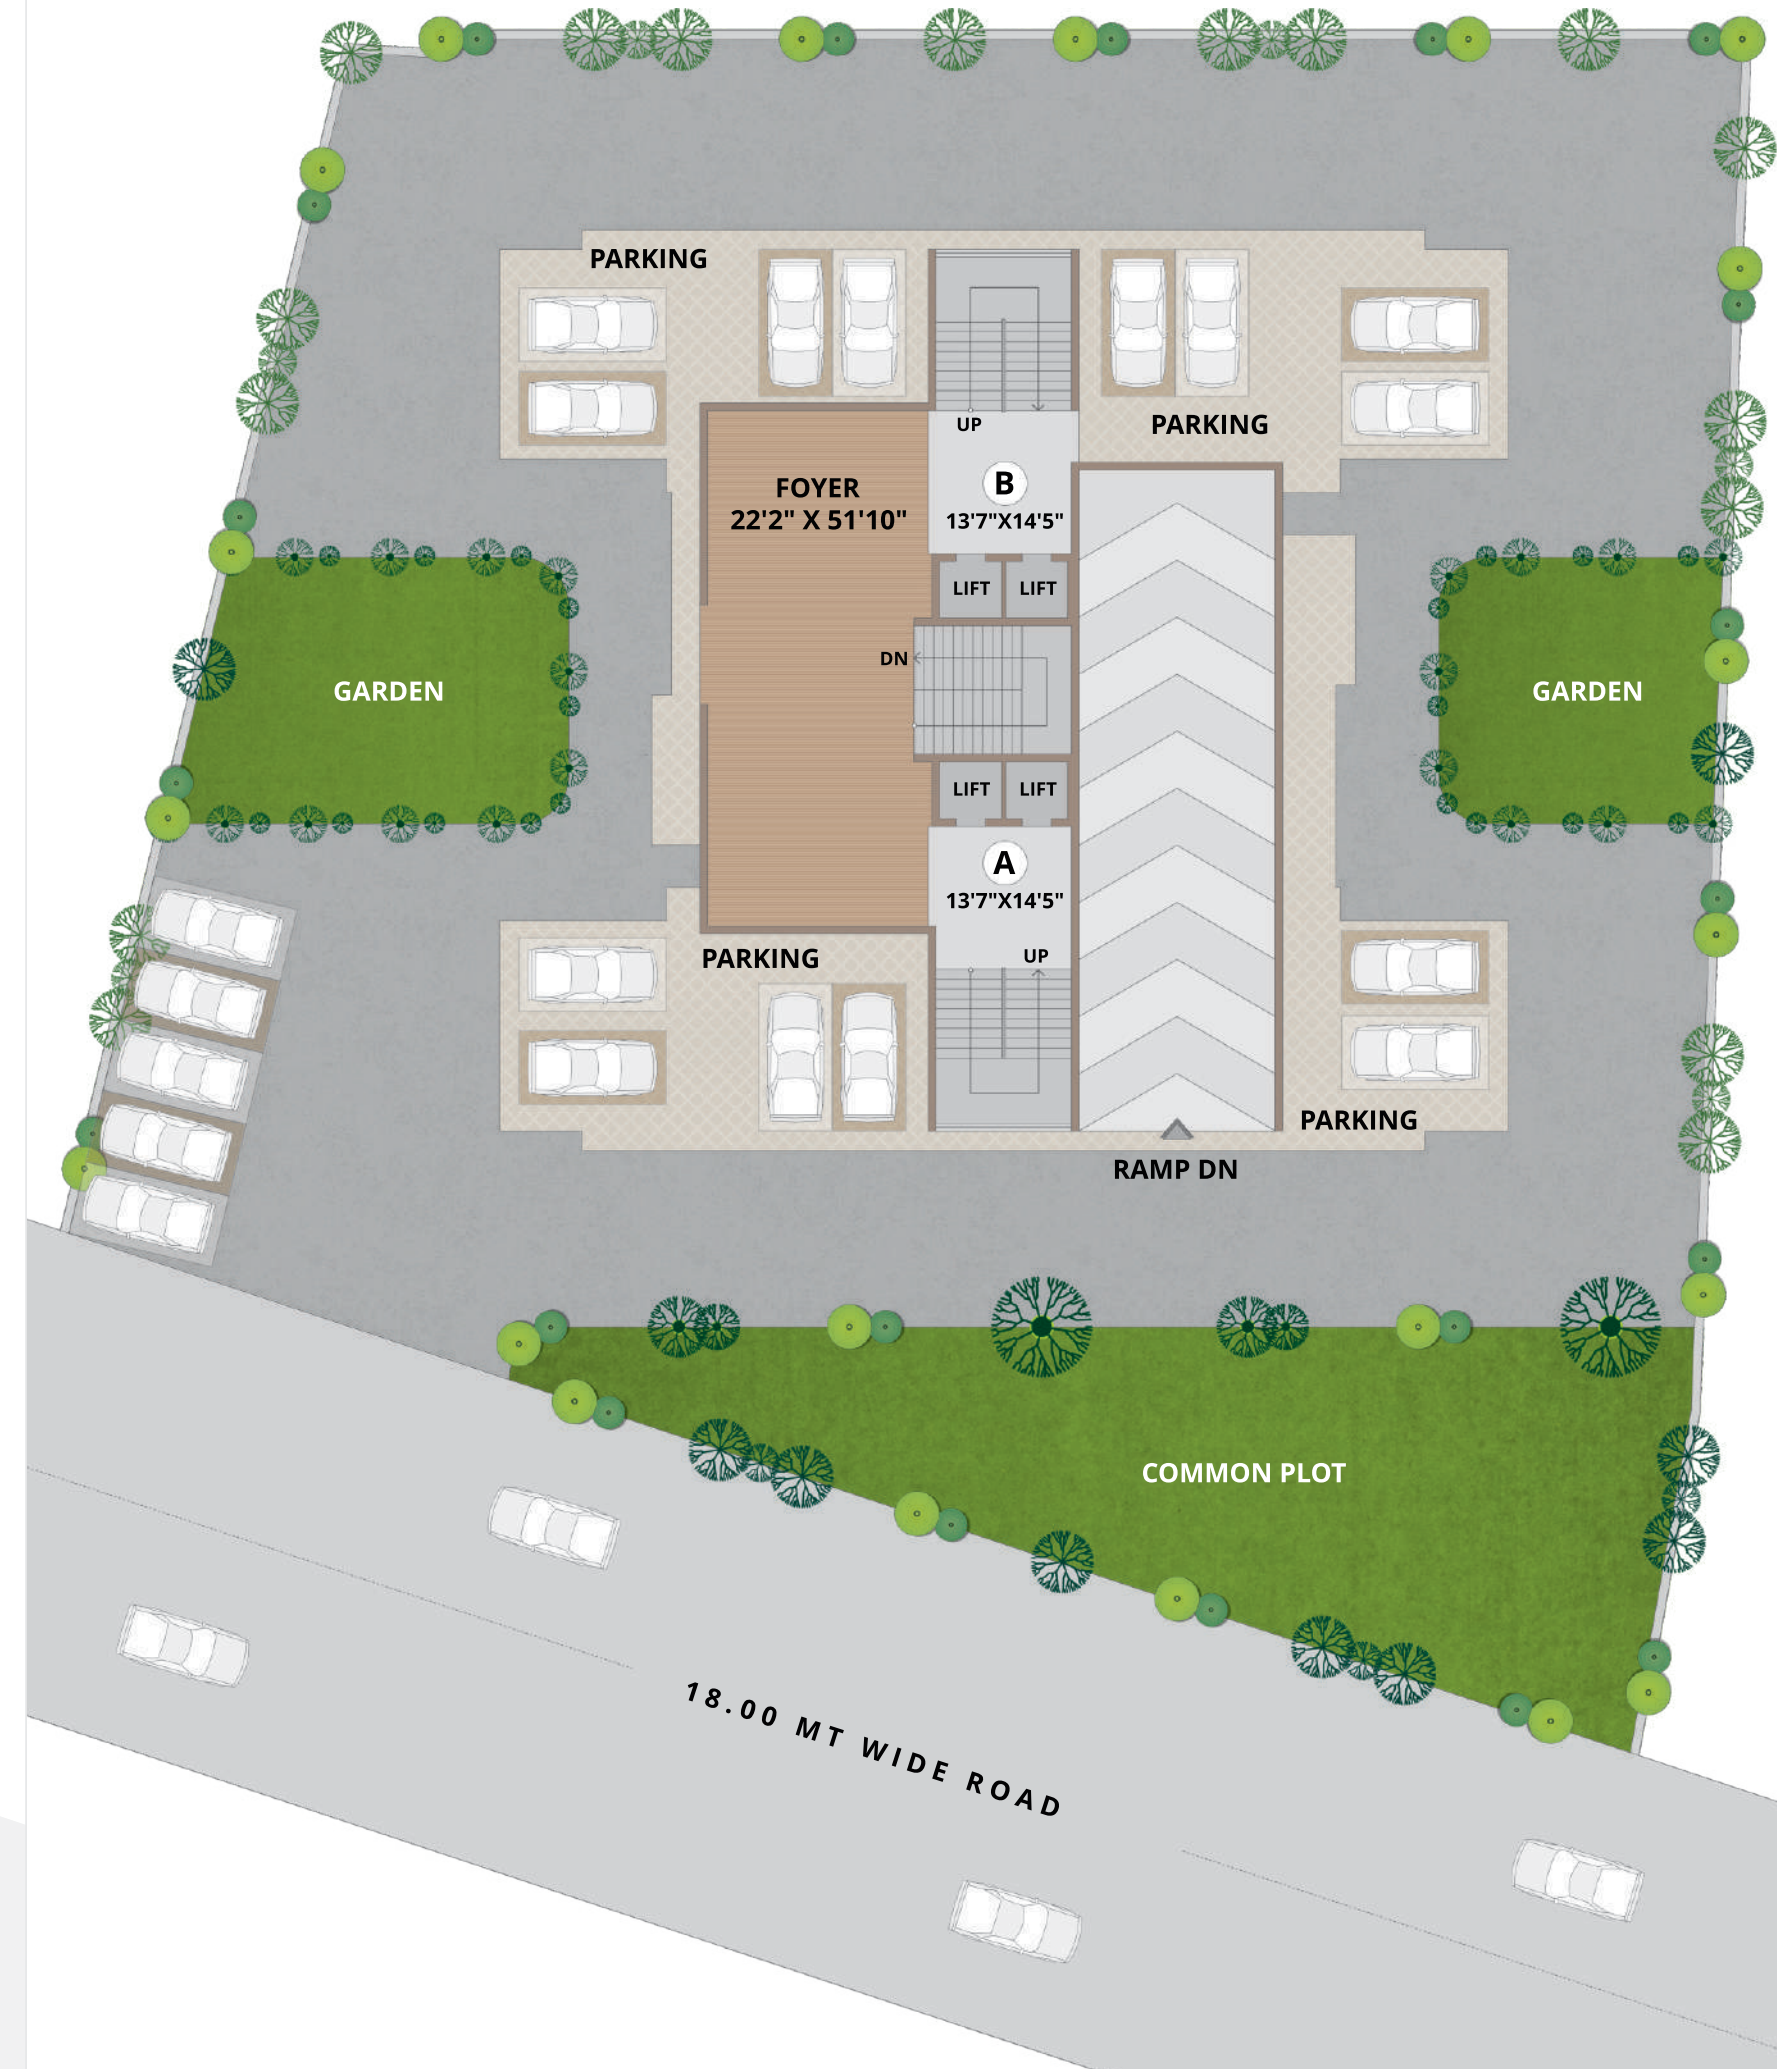 PARKING
UP
PARKING
FOYER
22'2" X 51'10"
B
13'7"X14'5"
LIFT
LIFT
DN
GARDEN
GARDEN
LIFT
LIFT
A
13'7"X14'5"
UP
PARKING
PARKING
RAMP DN
COMMON PLOT
18.00 MT WIDE ROAD